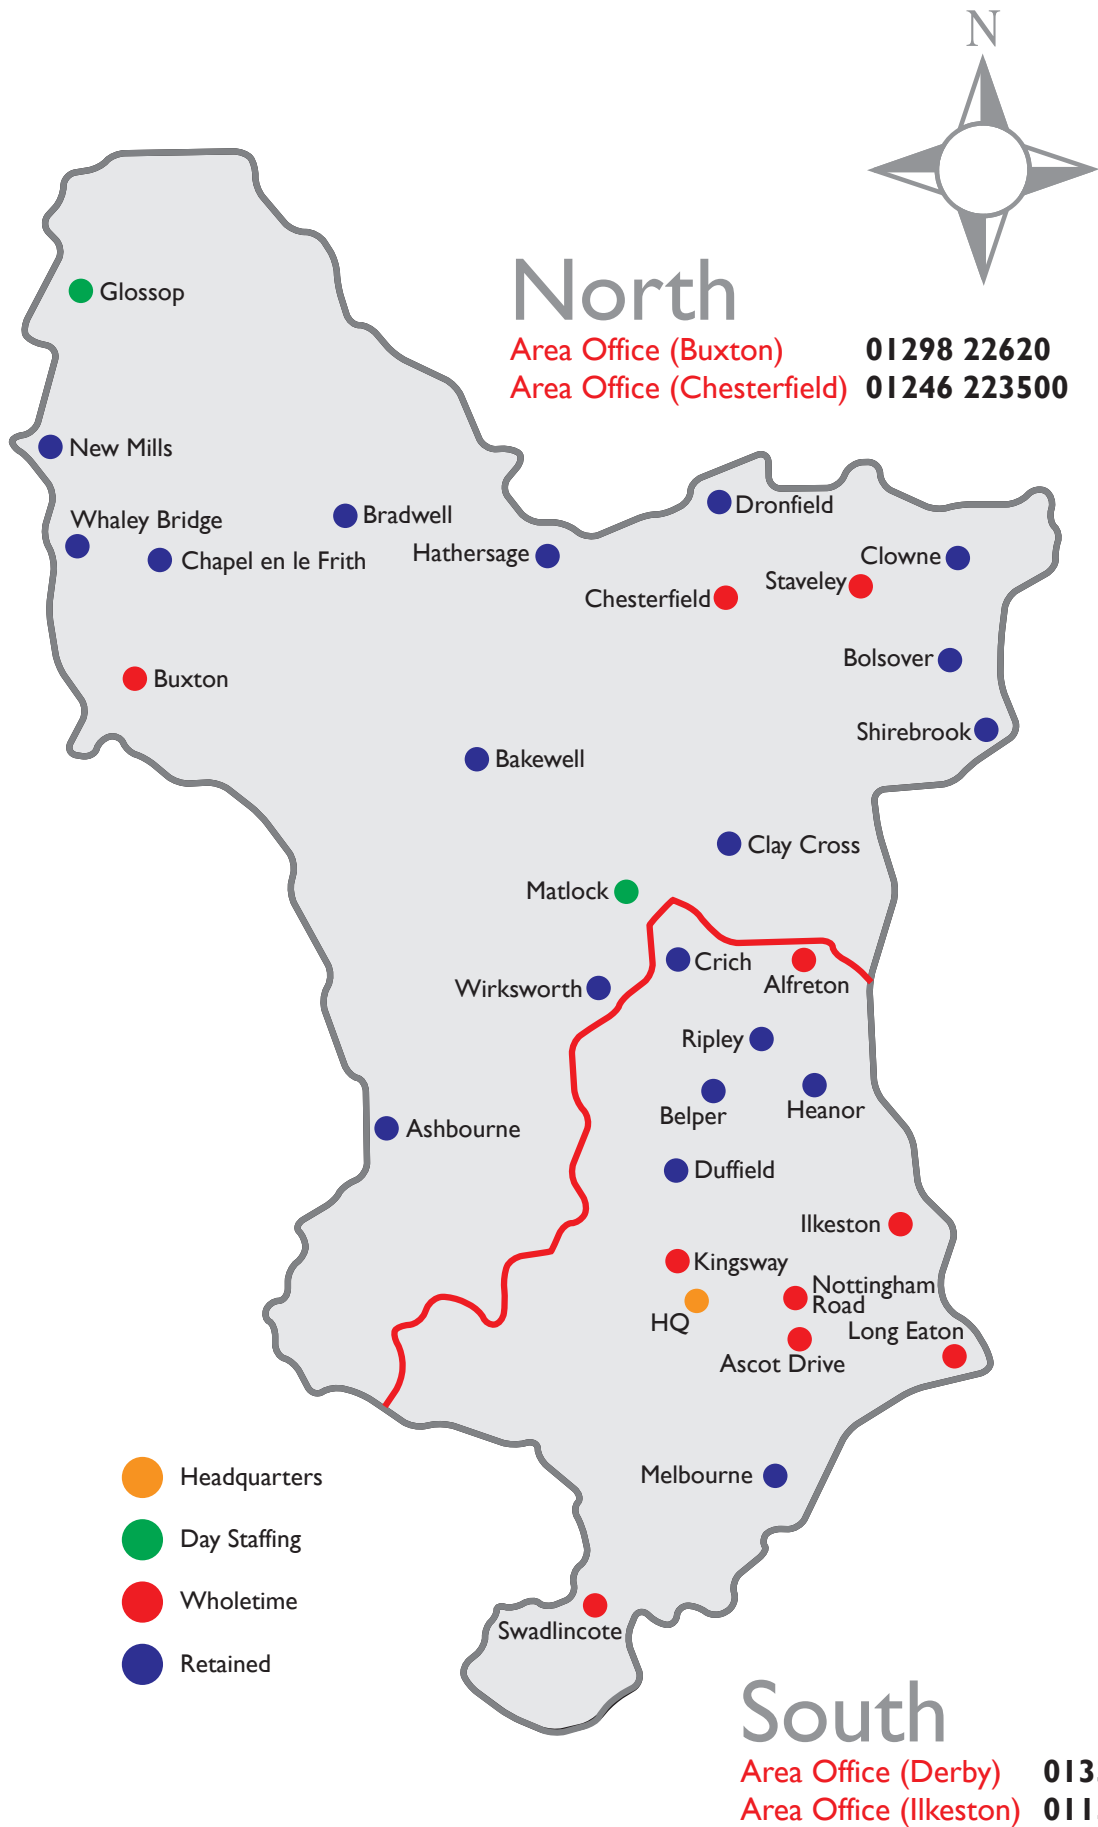 N
North
Area Office (Buxton) 01298 22620
Area Office (Chesterfield) 01246 223500
Glossop
New Mills
Whaley Bridge
Chapel en le Frith
Bradwell
Hathersage
Dronfield
Clowne
Staveley
Chesterfield
Bolsover
Buxton
Shirebrook
Bakewell
Clay Cross
Matlock
Crich
Alfreton
Wirksworth
Ripley
Belper
Heanor
Ashbourne
Duffield
Ilkeston
Kingsway
Nottingham
Road
HQ
Long Eaton
Ascot Drive
Melbourne
Headquarters
Day Staffing
Wholetime
Retained
Swadlincote
South
Area Office (Derby)
Area Office (Ilkeston)